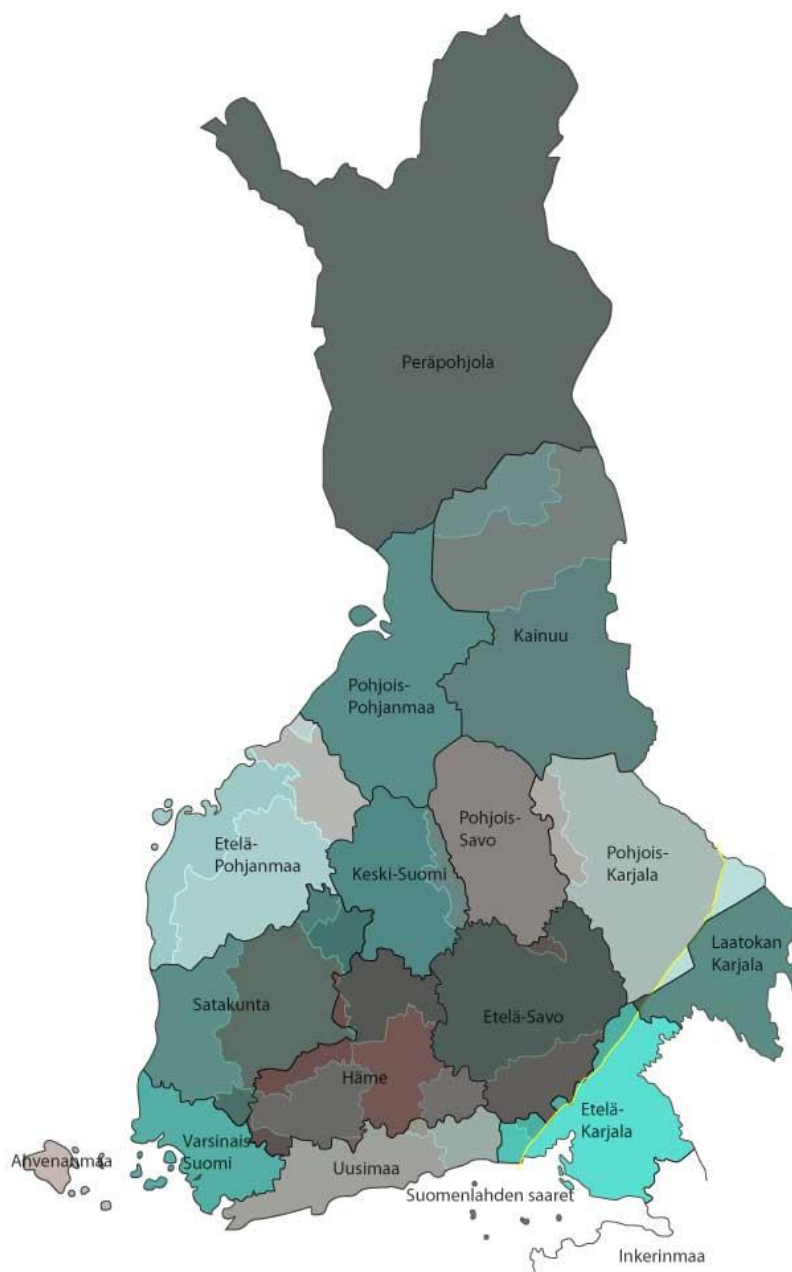 Peräpohjola
Kainuu
Pohjois-
Pohjanmaa
Pohjois-
Savo
Etelä-
Pohjanmaa
Keski-Suomi
Pohjois-
Karjala
Laatokan
Karjala
Satakunta
Etelä-Savo
Häme
Etelä-
Karjala
Varsinais-
Suomi
Ahvenanmaa
Uusimaa
Suomenlahden saaret
Inkerinmaa